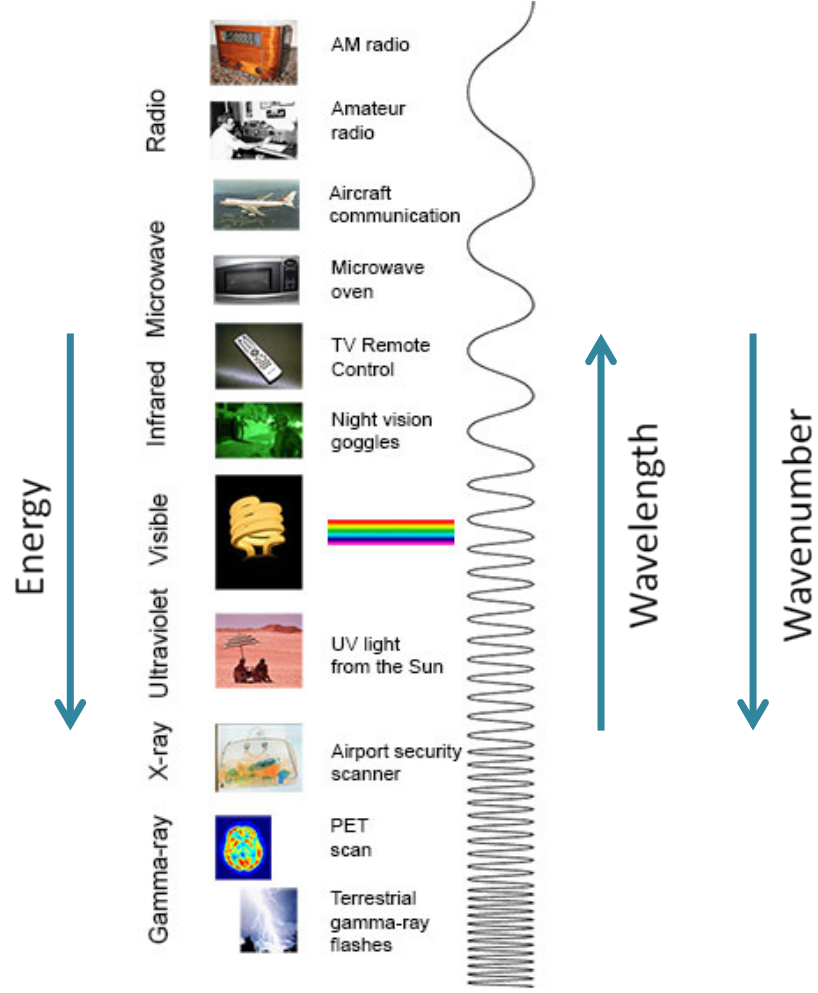 AM radio
Radio
Amateur
radio
Aircraft
communication
Microwave
Microwave
oven
TV Remote
Control
Infrared
Night vision
goggles
Visible
Ultraviolet
UV light
from the Sun
X-ray
Airport security
scanner
Gamma-ray
PET
scan
Terrestrial
gamma-ray
flashes
Energy
Wavelength
Wavenumber